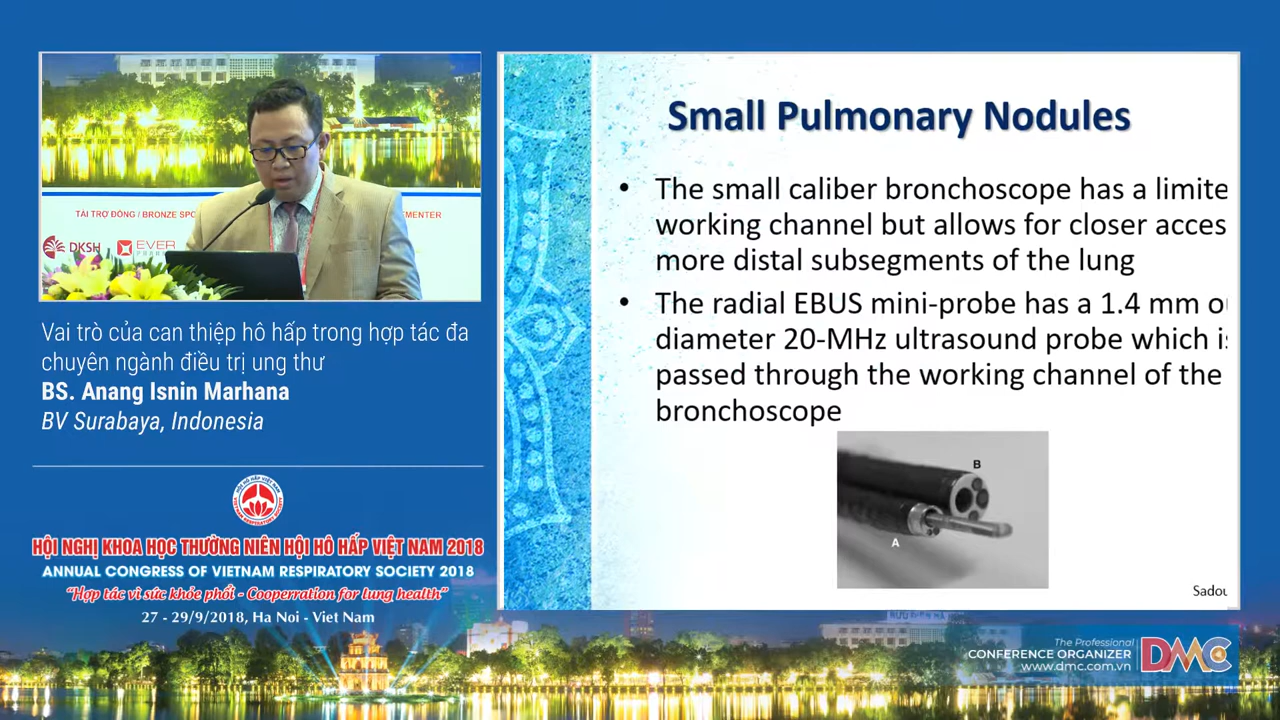 TÀI TRỢ ĐỒNG / BRONZE
DKSH
EVER
Vai trò của can thiệp hô hấp trong hợp tác đa
chuyên ngành điều trị ung thư
BS. Anang Isnin Marhana
BV Surabaya, Indonesia
HỘI NGHỊ KHOA HỌC THƯỜNG NIÊN HỘI HÔ HẤP VIỆT NAM 2018
ANNUAL CONGRESS OF VIETNAM RESPIRATORY SOCIETY 2018
“Hợp tác vì sức khỏe phổi - Cooperration for lung health”
27 - 29/9/2018, Ha Noi - Viet Nam
Small Pulmonary Nodules
• The small caliber bronchoscope has a limite
working channel but allows for closer acces
more distal subsegments of the lung
• The radial EBUS mini-probe has a 1.4 mm
diameter 20-MHz ultrasound probe which
passed through the working channel of the
bronchoscope
B
A
Sadou
The Professional
CONFERENCE ORGANIZER
www.dmc.com.vn
DMC